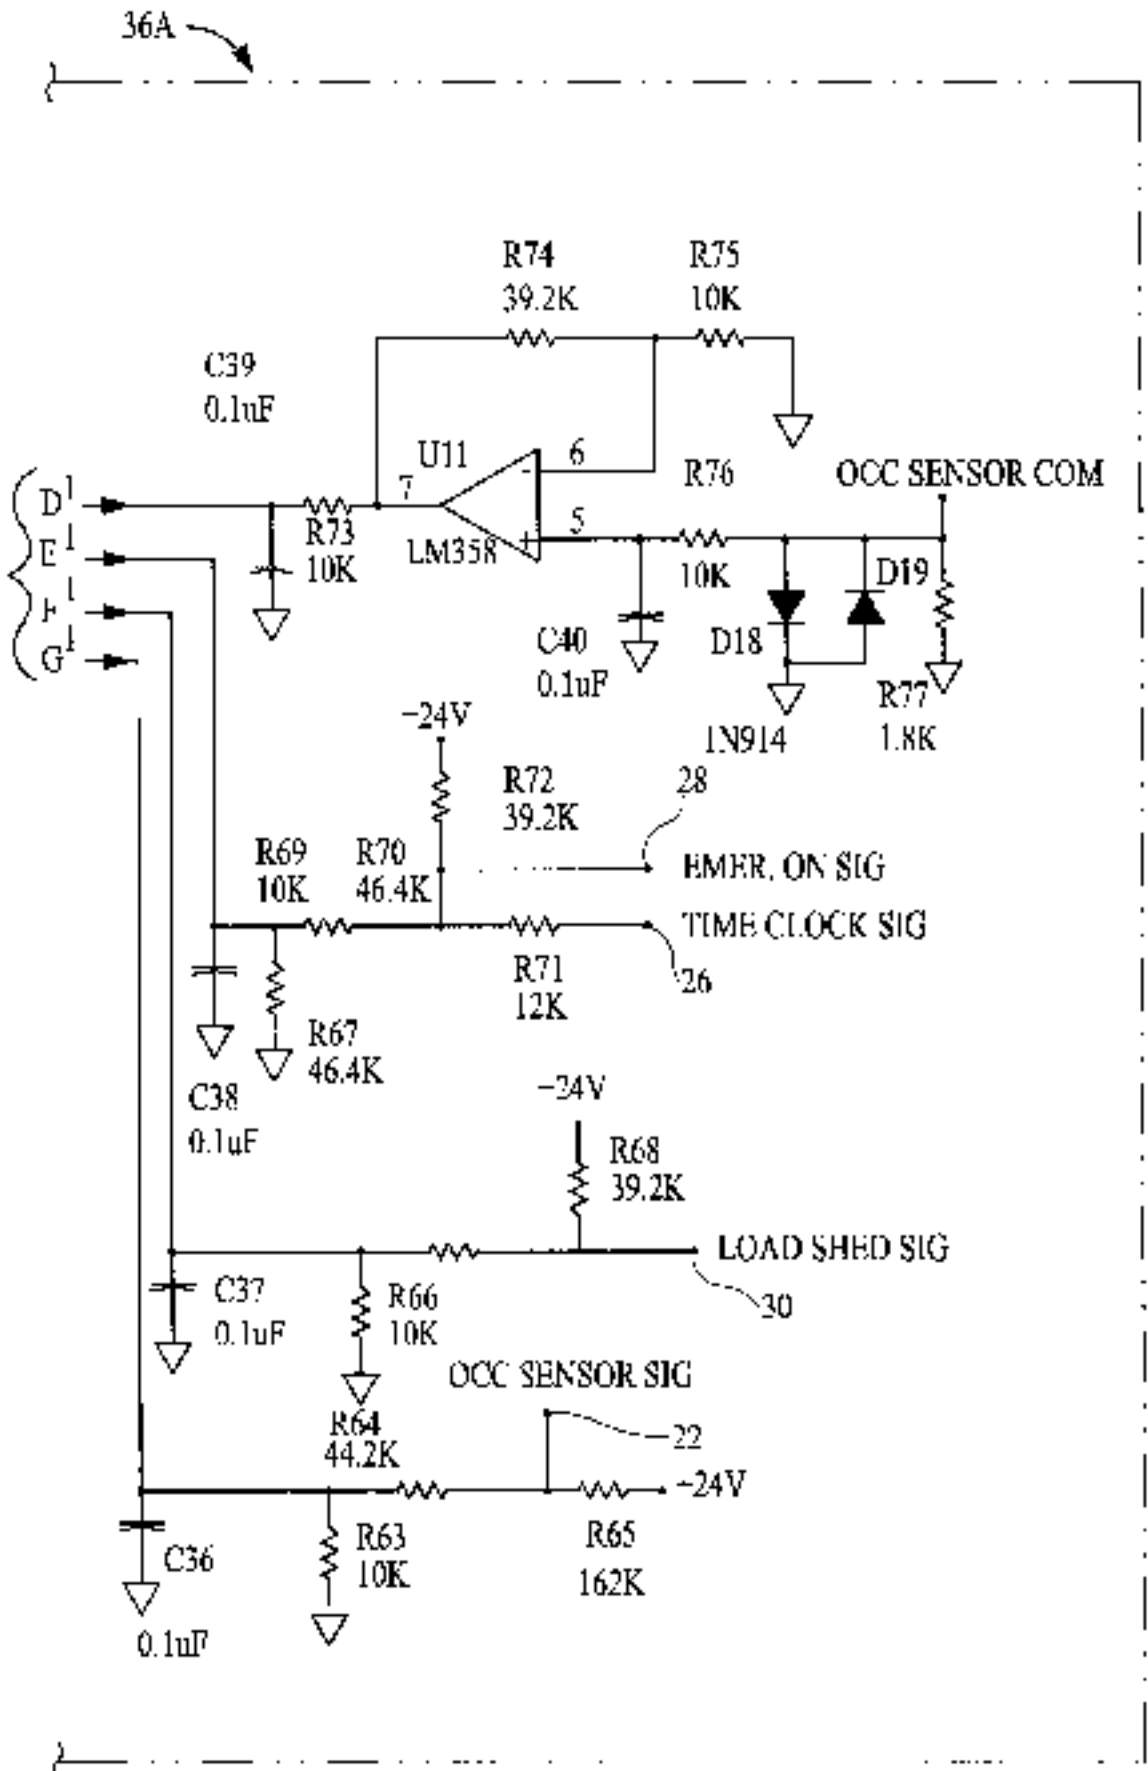 36A
R74
39.2K
R75
10K
C39
0.1uF
U11
6
7
5
LM358
R76
10K
OCC SENSOR COM
D1
E1
F1
G1
R73
10K
C40
0.1uF
D18
D19
1N914
R77
1.8K
-24V
R72
39.2K
28
EMER. ON SIG
R69
10K
R70
46.4K
TIME CLOCK SIG
26
R71
12K
R67
46.4K
C38
0.1uF
-24V
R68
39.2K
LOAD SHED SIG
30
C37
0.1uF
R66
10K
OCC SENSOR SIG
22
R64
44.2K
-24V
R63
10K
R65
162K
C36
0.1uF